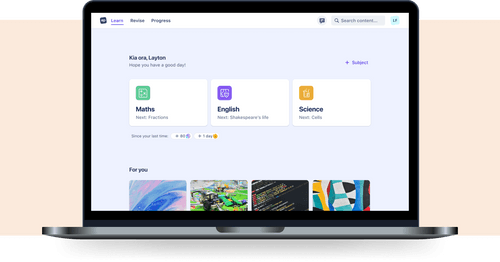 Learn Revise Progress
Search content...
LF
Kia ora, Layton
Hope you have a good day!
+ Subject
Maths
Next: Fractions
English
Next: Shakespeare's life
Science
Next: Cells
Since your last time:
1 day
For you